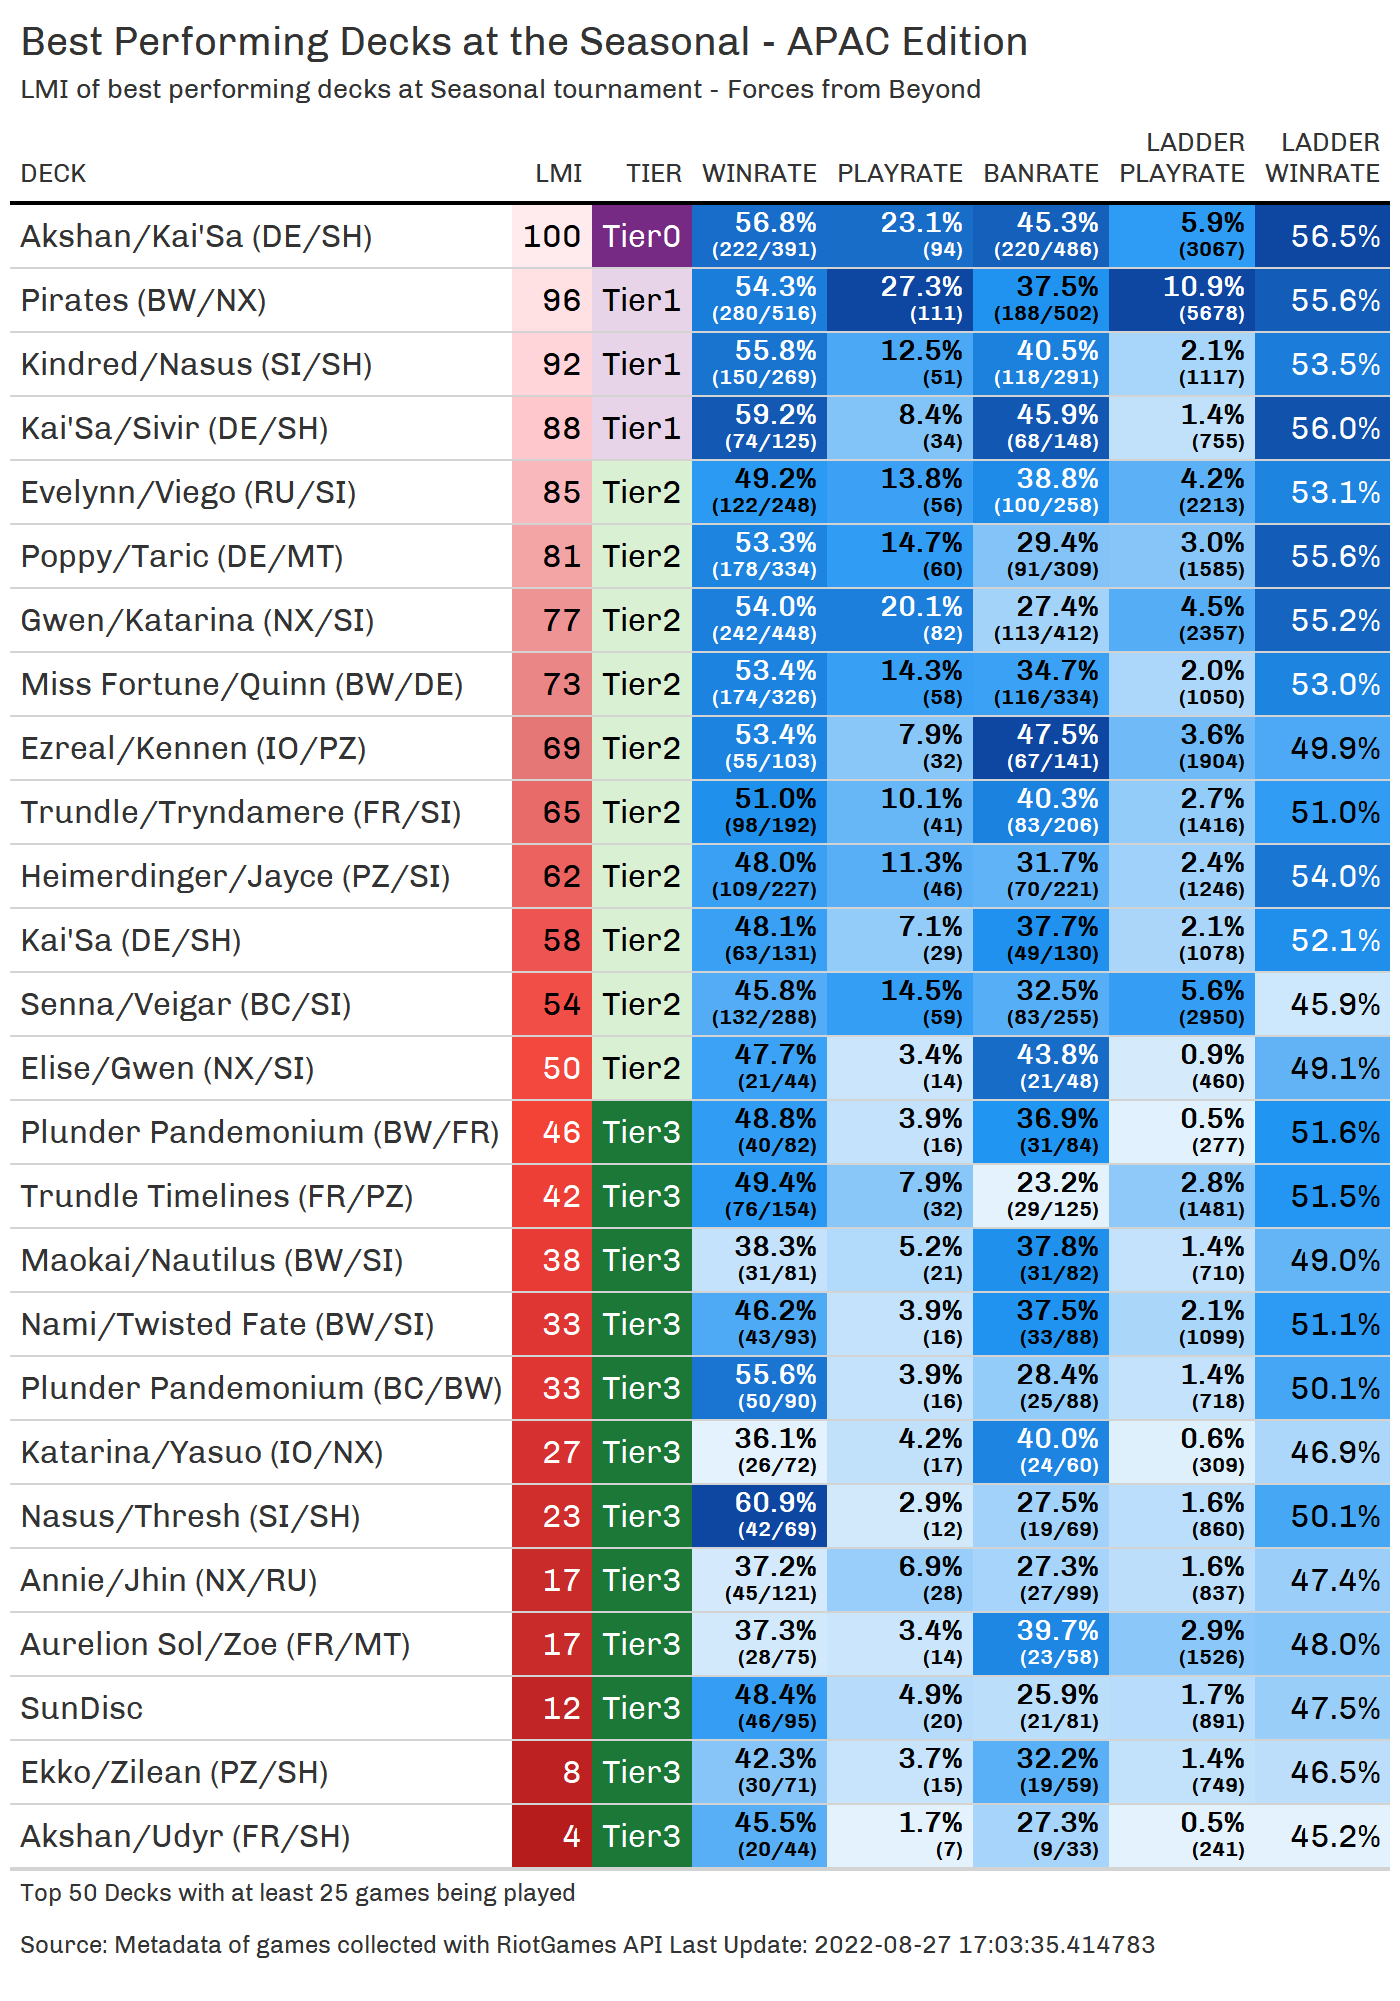 Best Performing Decks at the Seasonal - APAC Edition
LMI of best performing decks at Seasonal tournament - Forces from Beyond
DECK LMI TIER WINRATE PLAYRATE BANRATE LADDER PLAYRATE LADDER WINRATE
Akshan/Kai'Sa (DE/SH) 100 Tier0 56.8% (222/391) 23.1% (94) 45.3% (220/486) 5.9% (3067) 56.5%
Pirates (BW/NX) 96 Tier1 54.3% (280/516) 27.3% (111) 37.5% (188/502) 10.9% (5678) 55.6%
Kindred/Nasus (SI/SH) 92 Tier1 55.8% (150/269) 12.5% (51) 40.5% (118/291) 2.1% (1117) 53.5%
Kai'Sa/Sivir (DE/SH) 88 Tier1 59.2% (74/125) 8.4% (34) 45.9% (68/148) 1.4% (755) 56.0%
Evelynn/Viego (RU/SI) 85 Tier2 49.2% (122/248) 13.8% (56) 38.8% (100/258) 4.2% (2213) 53.1%
Poppy/Taric (DE/MT) 81 Tier2 53.3% (178/334) 14.7% (60) 29.4% (91/309) 3.0% (1585) 55.6%
Gwen/Katarina (NX/SI) 77 Tier2 54.0% (242/448) 20.1% (82) 27.4% (113/412) 4.5% (2357) 55.2%
Miss Fortune/Quinn (BW/DE) 73 Tier2 53.4% (174/326) 14.3% (58) 34.7% (116/334) 2.0% (1050) 53.0%
Ezreal/Kennen (IO/PZ) 69 Tier2 53.4% (55/103) 7.9% (32) 47.5% (67/141) 3.6% (1904) 49.9%
Trundle/Tryndamere (FR/SI) 65 Tier2 51.0% (98/192) 10.1% (41) 40.3% (83/206) 2.7% (1416) 51.0%
Heimerdinger/Jayce (PZ/SI) 62 Tier2 48.0% (109/227) 11.3% (46) 31.7% (70/221) 2.4% (1246) 54.0%
Kai'Sa (DE/SH) 58 Tier2 48.1% (63/131) 7.1% (29) 37.7% (49/130) 2.1% (1078) 52.1%
Senna/Veigar (BC/SI) 54 Tier2 45.8% (132/288) 14.5% (59) 32.5% (83/255) 5.6% (2950) 45.9%
Elise/Gwen (NX/SI) 50 Tier2 47.7% (21/44) 3.4% (14) 43.8% (21/48) 0.9% (460) 49.1%
Plunder Pandemonium (BW/FR) 46 Tier3 48.8% (40/82) 3.9% (16) 36.9% (31/84) 0.5% (277) 51.6%
Trundle Timelines (FR/PZ) 42 Tier3 49.4% (76/154) 7.9% (32) 23.2% (29/125) 2.8% (1481) 51.5%
Maokai/Nautilus (BW/SI) 38 Tier3 38.3% (31/81) 5.2% (21) 37.8% (31/82) 1.4% (710) 49.0%
Nami/Twisted Fate (BW/SI) 33 Tier3 46.2% (43/93) 3.9% (16) 37.5% (33/88) 2.1% (1099) 51.1%
Plunder Pandemonium (BC/BW) 33 Tier3 55.6% (50/90) 3.9% (16) 28.4% (25/88) 1.4% (718) 50.1%
Katarina/Yasuo (IO/NX) 27 Tier3 36.1% (26/72) 4.2% (17) 40.0% (24/60) 0.6% (309) 46.9%
Nasus/Thresh (SI/SH) 23 Tier3 60.9% (42/69) 2.9% (12) 27.5% (19/69) 1.6% (860) 50.1%
Annie/Jhin (NX/RU) 17 Tier3 37.2% (45/121) 6.9% (28) 27.3% (27/99) 1.6% (837) 47.4%
Aurelion Sol/Zoe (FR/MT) 17 Tier3 37.3% (28/75) 3.4% (14) 39.7% (23/58) 2.9% (1526) 48.0%
SunDisc 12 Tier3 48.4% (46/95) 4.9% (20) 25.9% (21/81) 1.7% (891) 47.5%
Ekko/Zilean (PZ/SH) 8 Tier3 42.3% (30/71) 3.7% (15) 32.2% (19/59) 1.4% (749) 46.5%
Akshan/Udyr (FR/SH) 4 Tier3 45.5% (20/44) 1.7% (7) 27.3% (9/33) 0.5% (241) 45.2%
Top 50 Decks with at least 25 games being played
Source: Metadata of games collected with RiotGames API Last Update: 2022-08-27 17:03:35.414783